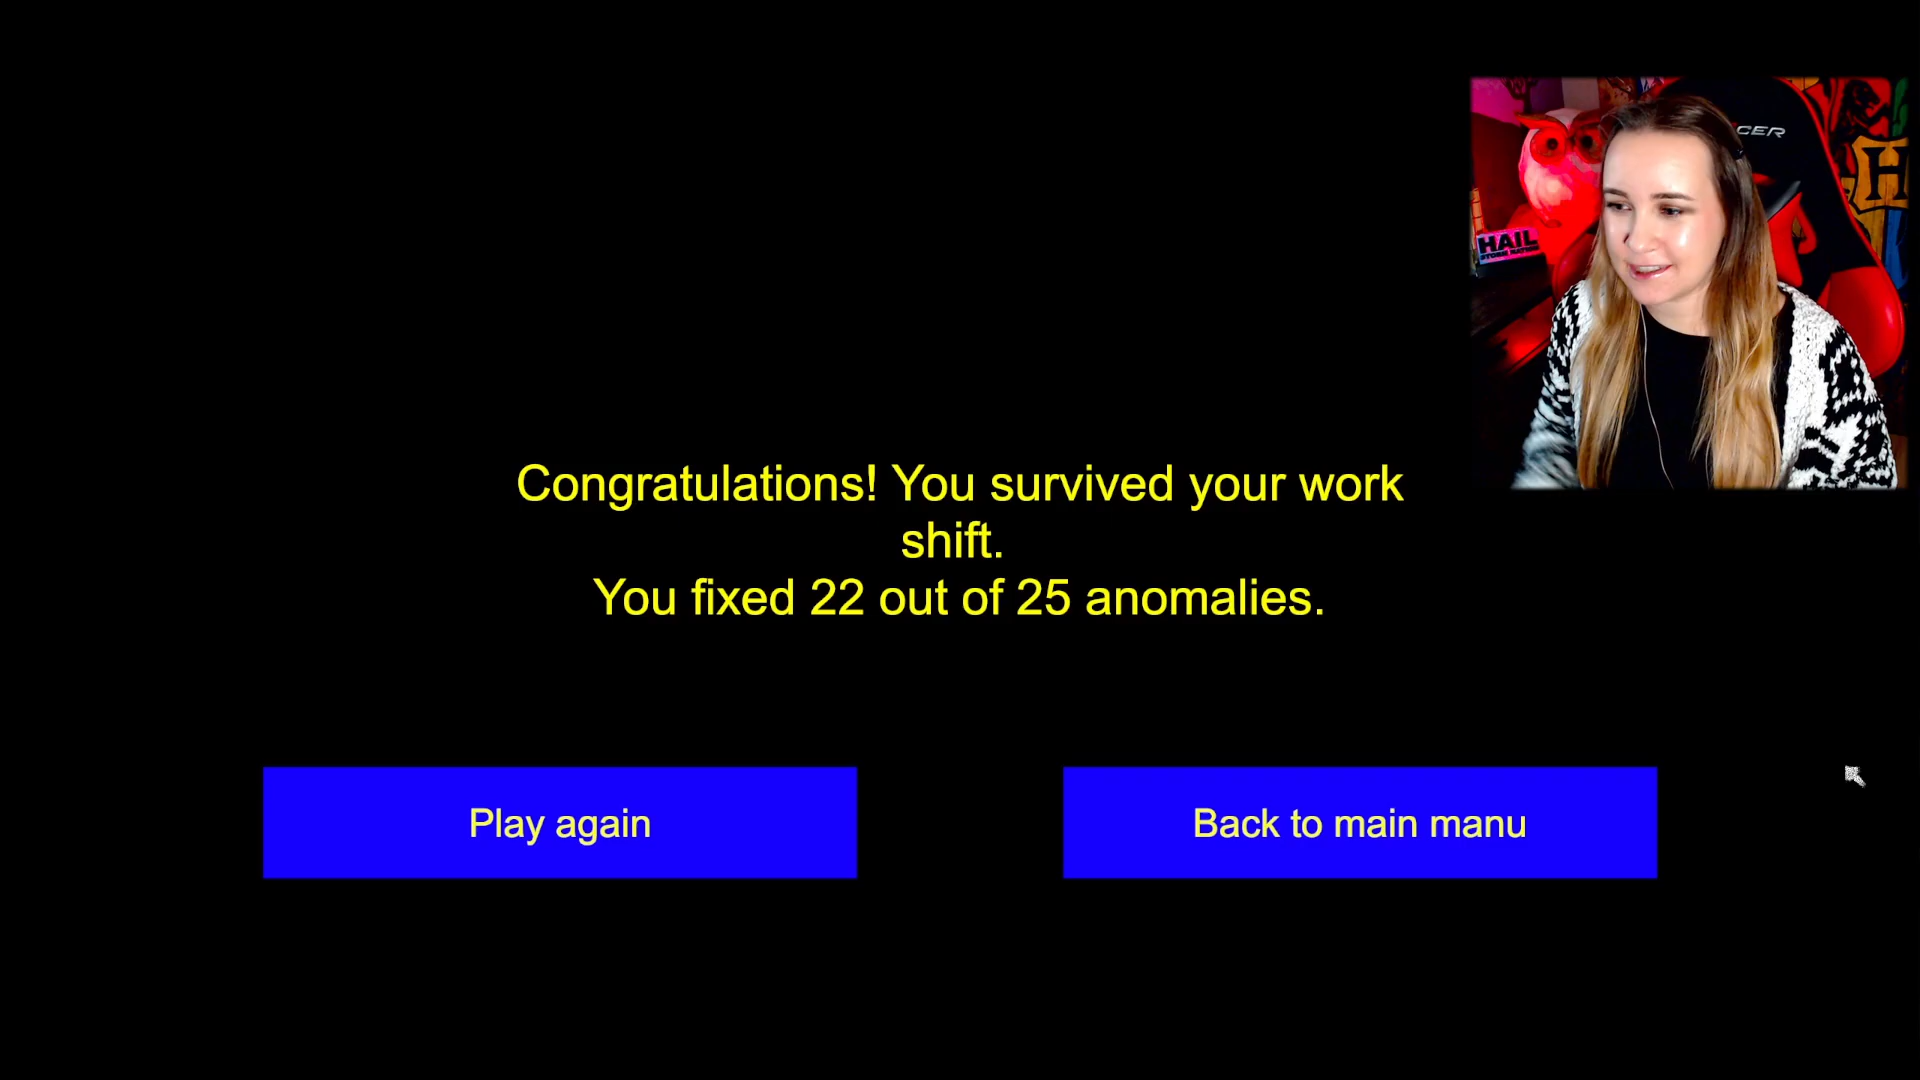 CER
H
HAIL
Congratulations! You survived your work
shift.
You fixed 22 out of 25 anomalies.
Play again
Back to main manu